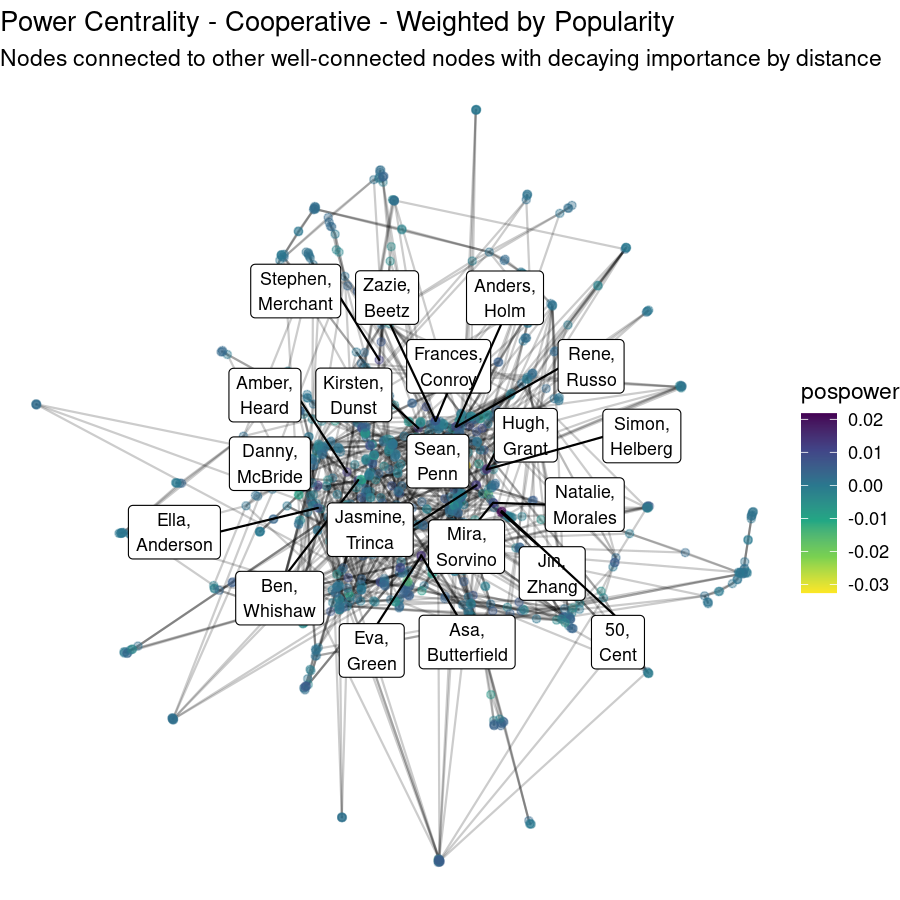 Power Centrality - Cooperative - Weighted by Popularity
Nodes connected to other well-connected nodes with decaying importance by distance
Stephen,
Merchant
Zazie,
Beetz
Anders,
Holm
Frances,
Conroy
Rene,
Russo
Amber,
Heard
Kirsten,
Dunst
Hugh,
Grant
Simon,
Helberg
Danny,
McBride
Sean,
Penn
Natalie,
Morales
Ella,
Anderson
Jasmine,
Trinca
Mira,
Sorvino
Jin,
Zhang
Ben,
Whishaw
Eva,
Green
Asa,
Butterfield
50,
Cent
pospower
0.02
0.01
0.00
-0.01
-0.02
-0.03